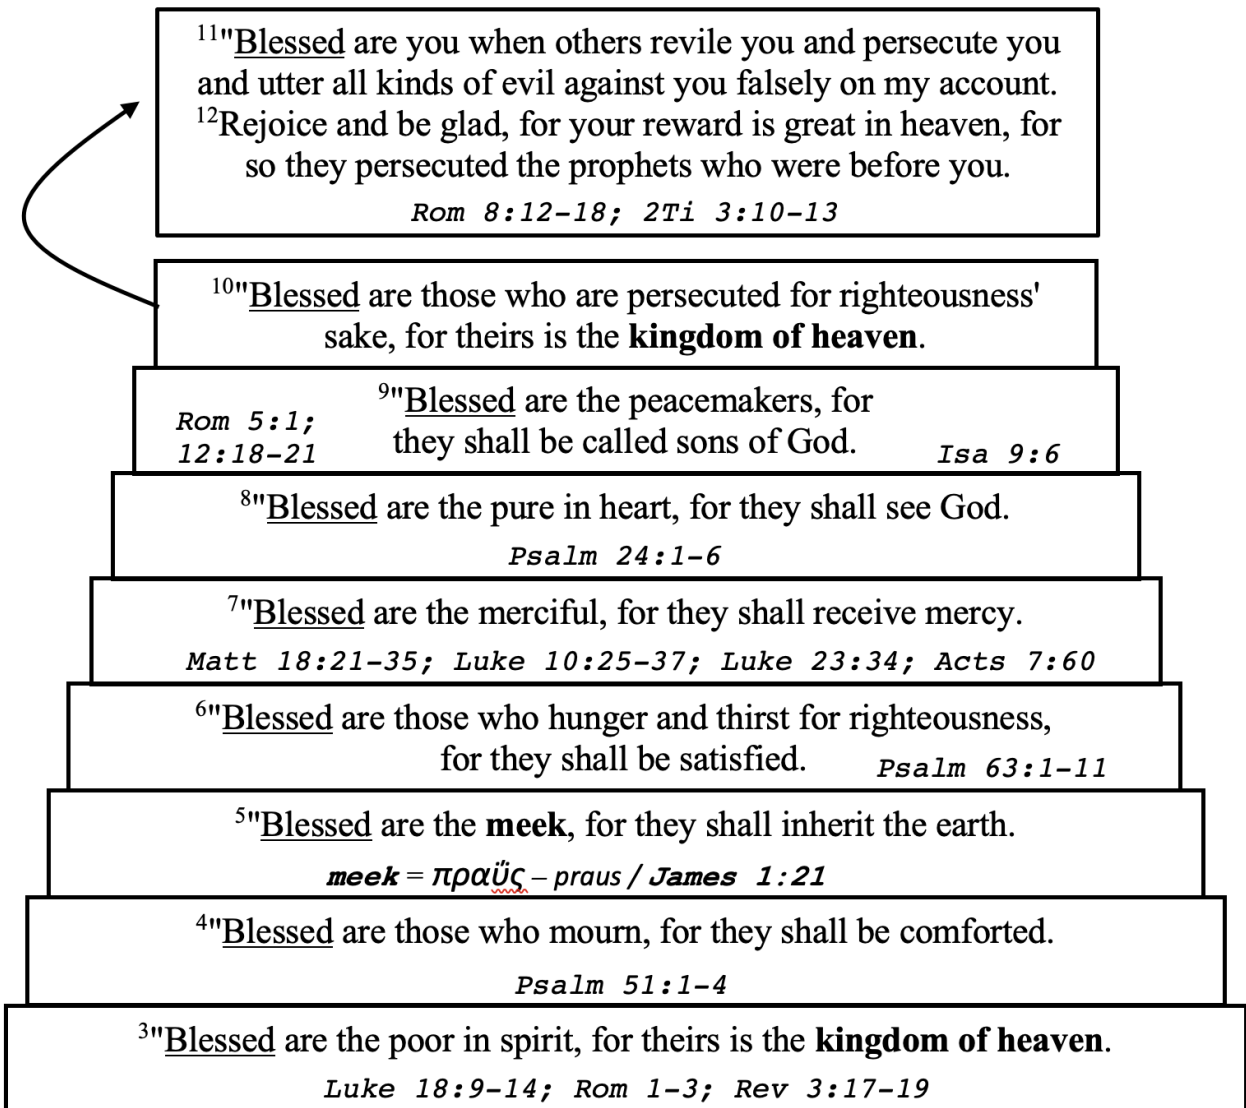 11"Blessed are you when others revile you and persecute you
and utter all kinds of evil against you falsely on my account.
12Rejoice and be glad, for your reward is great in heaven, for
so they persecuted the prophets who were before you.
Rom 8:12-18; 2Ti 3:10-13
10"Blessed are those who are persecuted for righteousness'
sake, for theirs is the kingdom of heaven.
9"Blessed are the peacemakers, for
they shall be called sons of God.
Rom 5:1;
12:18-21
Isa 9:6
8"Blessed are the pure in heart, for they shall see God.
Psalm 24:1-6
7"Blessed are the merciful, for they shall receive mercy.
Matt 18:21-35; Luke 10:25-37; Luke 23:34; Acts 7:60
6"Blessed are those who hunger and thirst for righteousness,
for they shall be satisfied.
Psalm 63:1-11
5"Blessed are the meek, for they shall inherit the earth.
meek = πραΰς – praus / James 1:21
4"Blessed are those who mourn, for they shall be comforted.
Psalm 51:1-4
3"Blessed are the poor in spirit, for theirs is the kingdom of heaven.
Luke 18:9-14; Rom 1-3; Rev 3:17-19